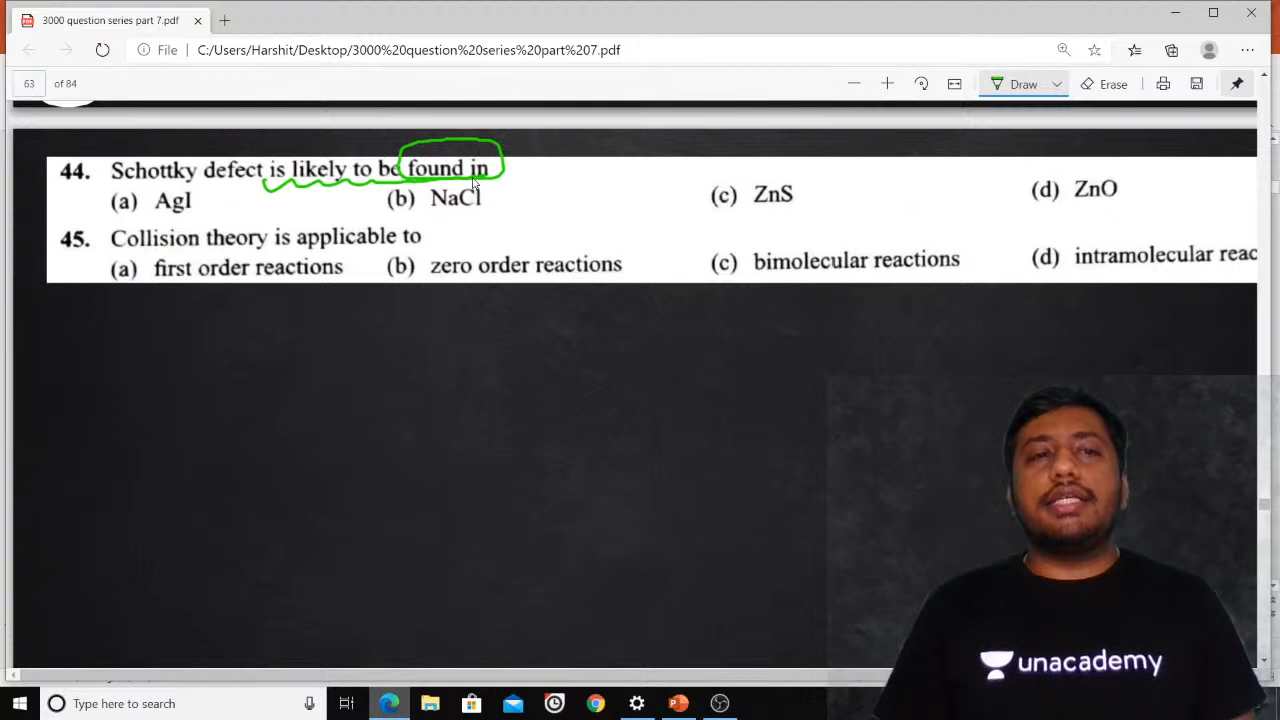 3000 question series part 7.pdf
File C:/Users/Harshit/Desktop/3000%20question%20series%20part%207.pdf
63 of 84 Draw Erase
44. Schottky defect is likely to be found in
(a) AgI (b) NaCl (c) ZnS (d) ZnO
45. Collision theory is applicable to
(a) first order reactions (b) zero order reactions (c) bimolecular reactions (d) intramolecular reac
unacademy
Type here to search